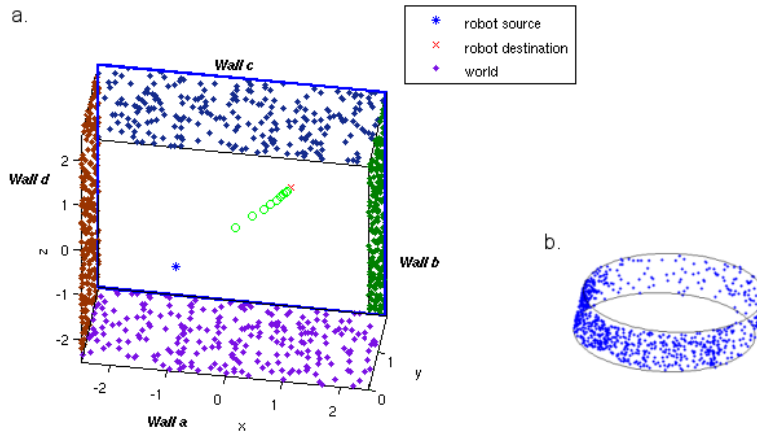 a.
robot source
robot destination
world
Wall c
Wall d
Wall b
Wall a
z
2
1
0
-1
-2
-2
-1
0
1
2
x
0
1
y
b.